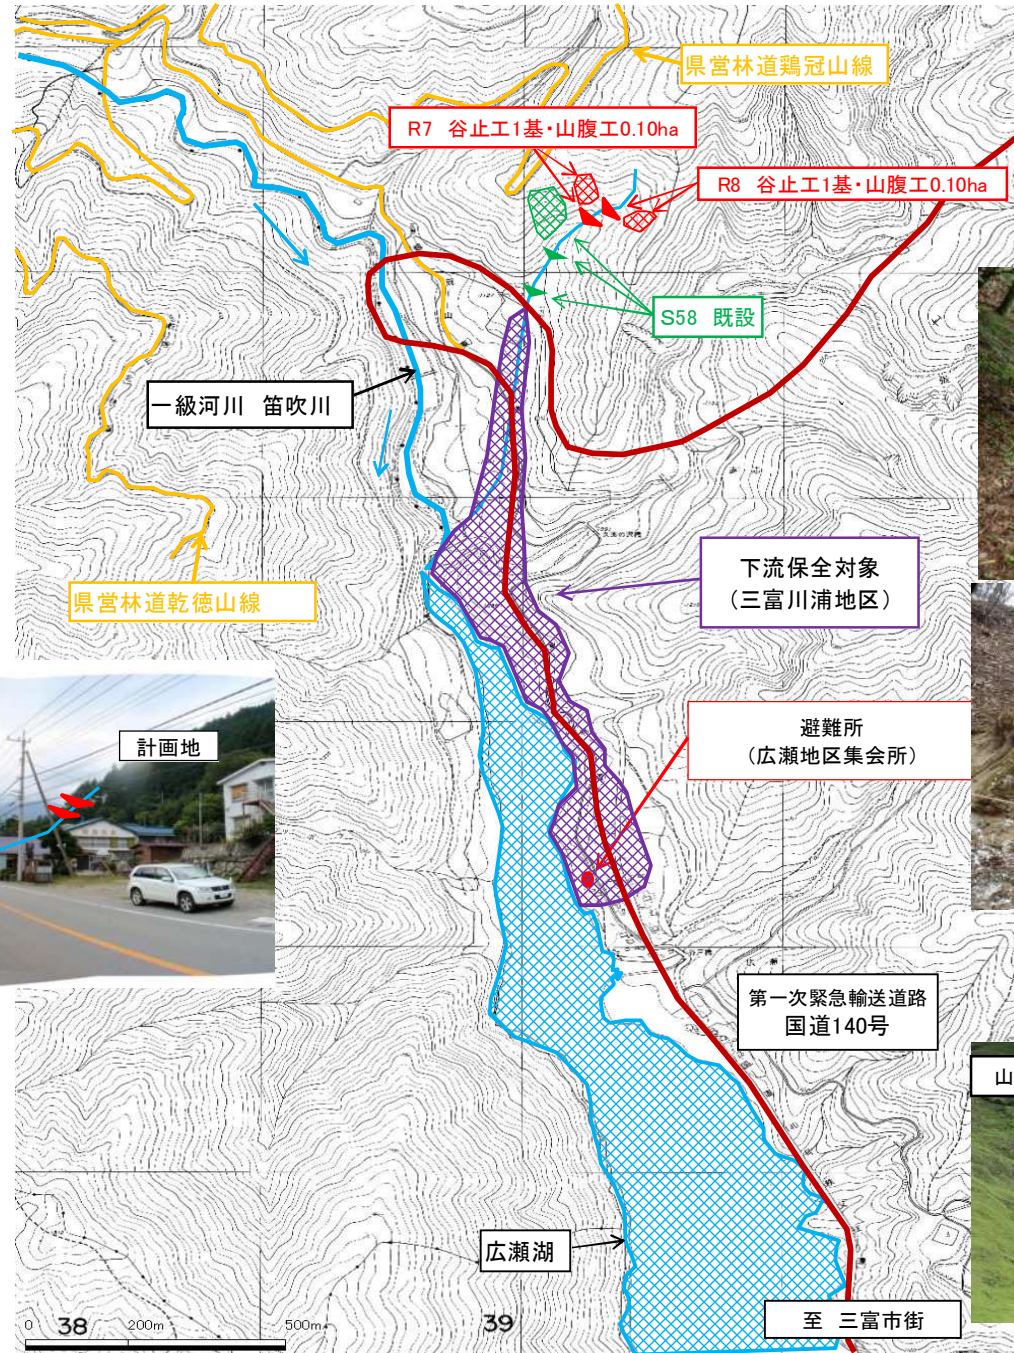 県営林道鶏冠山線
R7 谷止工1基・山腹工0.10ha
R8 谷止工1基・山腹工0.10ha
S58 既設
一級河川 笛吹川
下流保全対象
（三富川浦地区）
県営林道乾徳山線
避難所
（広瀬地区集会所）
計画地
第一次緊急輸送道路
国道140号
山
広瀬湖
至 三富市街
0 200m 500m
38
39